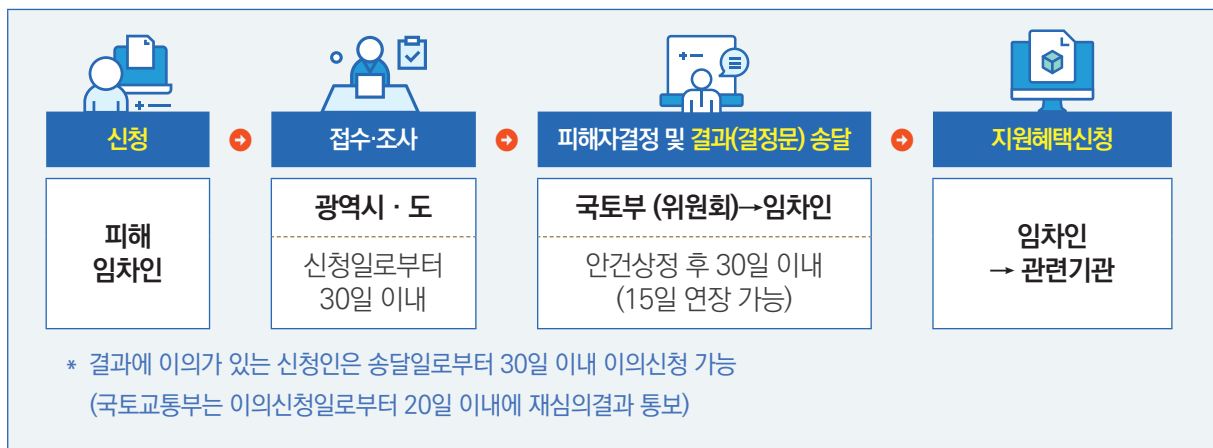 신청
접수·조사
피해자결정 및 결과(결정문) 송달
지원혜택신청
피해
임차인
광역시 · 도
신청일로부터
30일 이내
국토부 (위원회)→임차인
안건상정 후 30일 이내
(15일 연장 가능)
임차인
→ 관련기관
* 결과에 이의가 있는 신청인은 송달일로부터 30일 이내 이의신청 가능
(국토교통부는 이의신청일로부터 20일 이내에 재심의결과 통보)